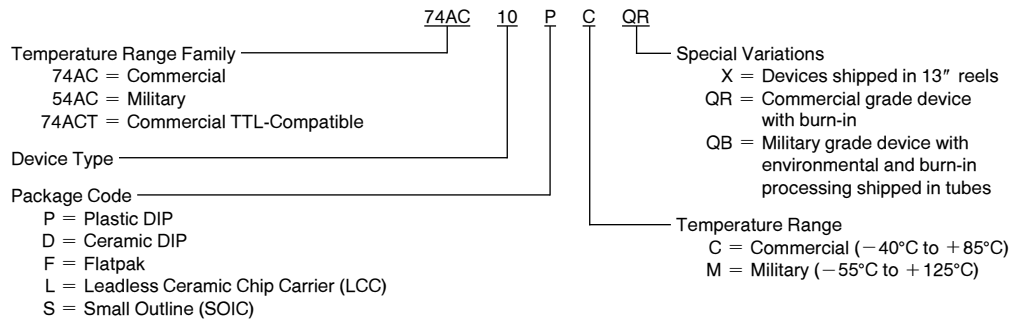 74AC 10 P C QR
Temperature Range Family
74AC = Commercial
54AC = Military
74ACT = Commercial TTL-Compatible
Device Type
Package Code
P = Plastic DIP
D = Ceramic DIP
F = Flatpak
L = Leadless Ceramic Chip Carrier (LCC)
S = Small Outline (SOIC)
Special Variations
X = Devices shipped in 13″ reels
QR = Commercial grade device
with burn-in
QB = Military grade device with
environmental and burn-in
processing shipped in tubes
Temperature Range
C = Commercial (−40°C to +85°C)
M = Military (−55°C to +125°C)